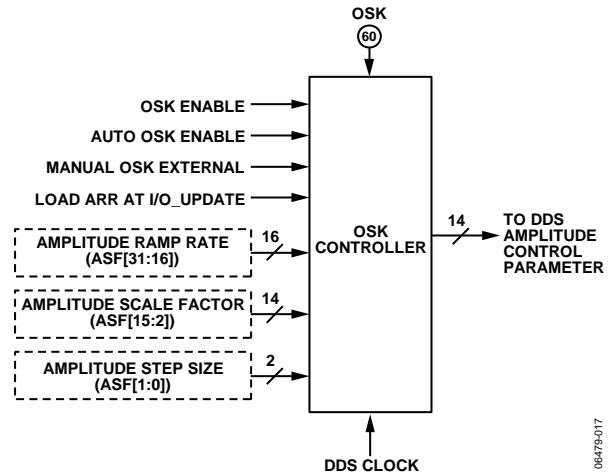 OSK
60
OSK ENABLE
AUTO OSK ENABLE
MANUAL OSK EXTERNAL
LOAD ARR AT I/O_UPDATE
AMPLITUDE RAMP RATE
(ASF[31:16])
16
AMPLITUDE SCALE FACTOR
(ASF[15:2])
14
AMPLITUDE STEP SIZE
(ASF[1:0])
2
OSK
CONTROLLER
14
TO DDS
AMPLITUDE
CONTROL
PARAMETER
DDS CLOCK
06479-017